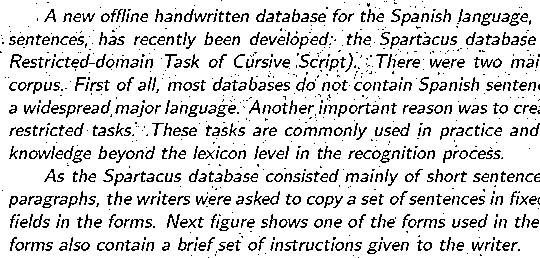 A new offline handwritten database for the Spanish language,
sentences, has recently been developed: the Spartacus database
Restricted-domain Task of Cursive Script). There were two mai
corpus. First of all, most databases do not contain Spanish senten
a widespread major language. Another important reason was to crea
restricted tasks. These tasks are commonly used in practice and
knowledge beyond the lexicon level in the recognition process.
As the Spartacus database consisted mainly of short sentence
paragraphs, the writers were asked to copy a set of sentences in fixe
fields in the forms. Next figure shows one of the forms used in the
forms also contain a brief set of instructions given to the writer.